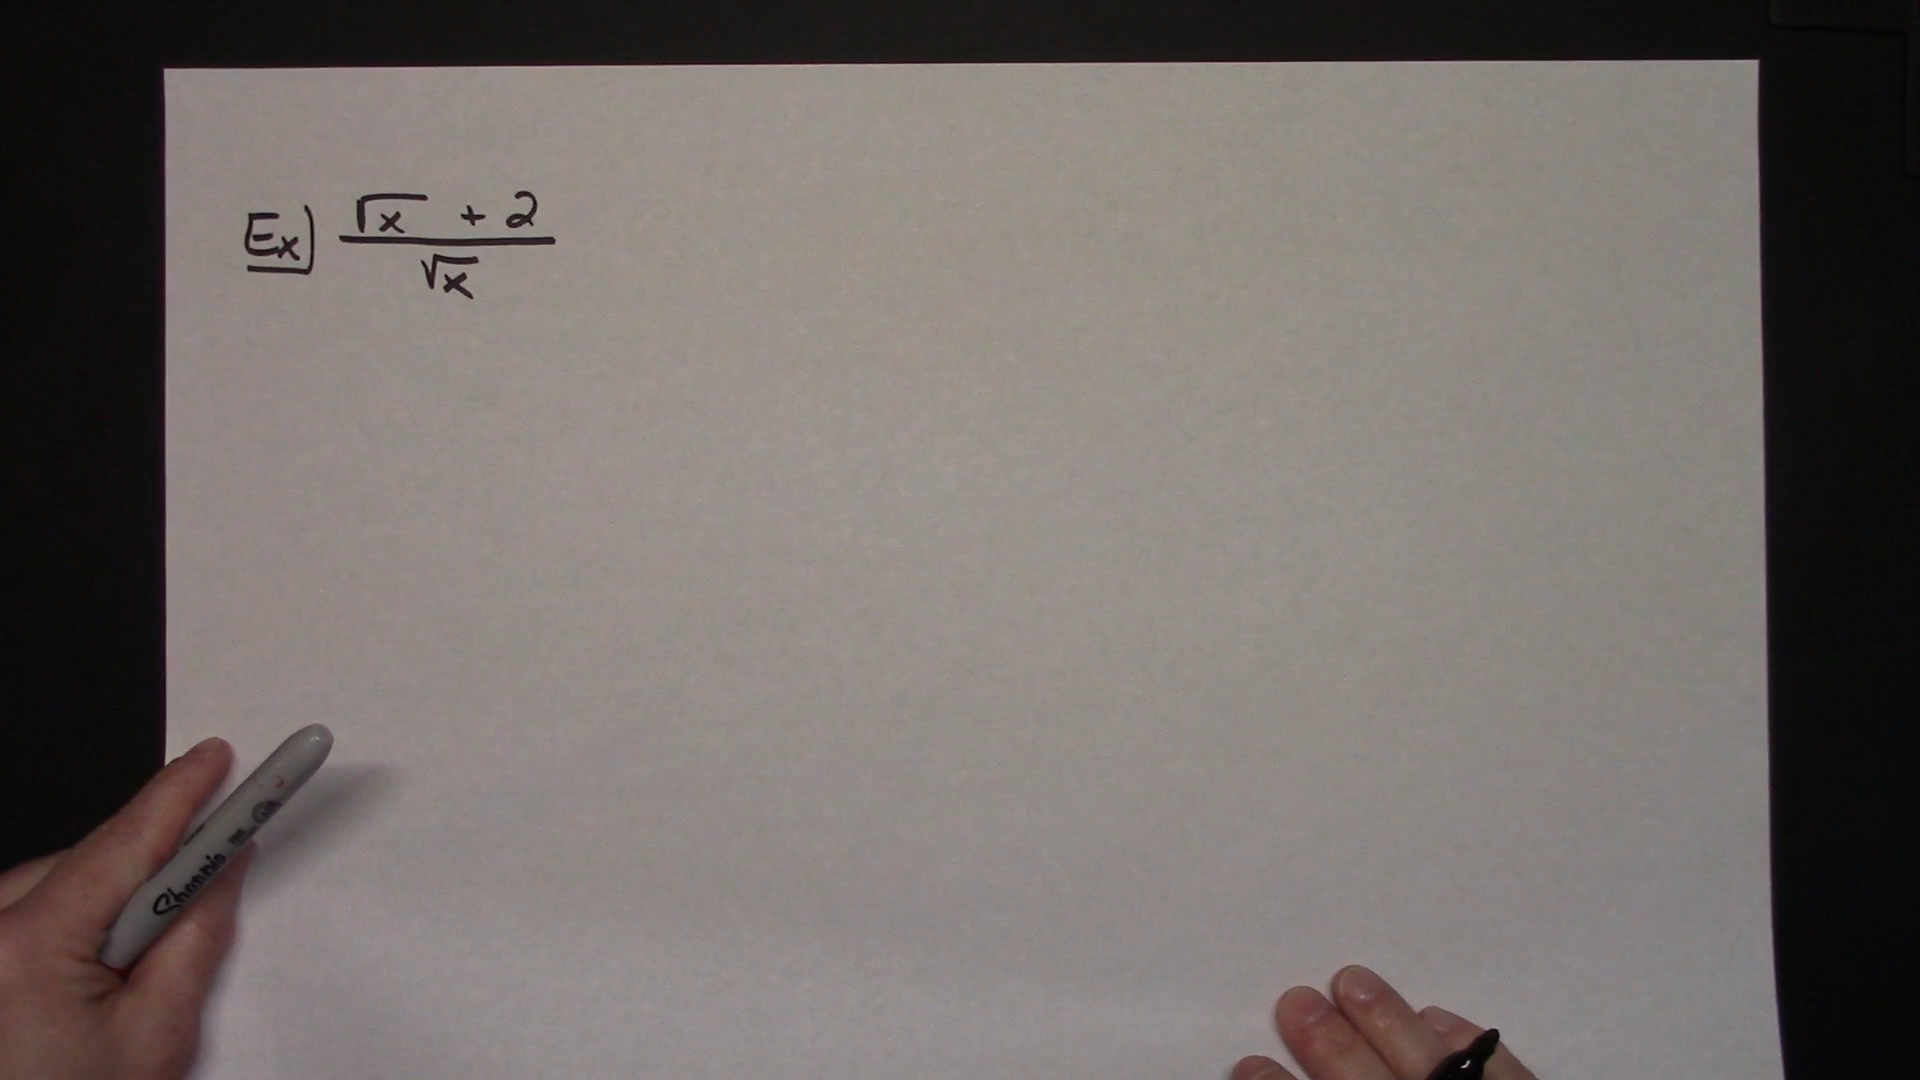 Ex) (√x + 2)/√x
Sharpie